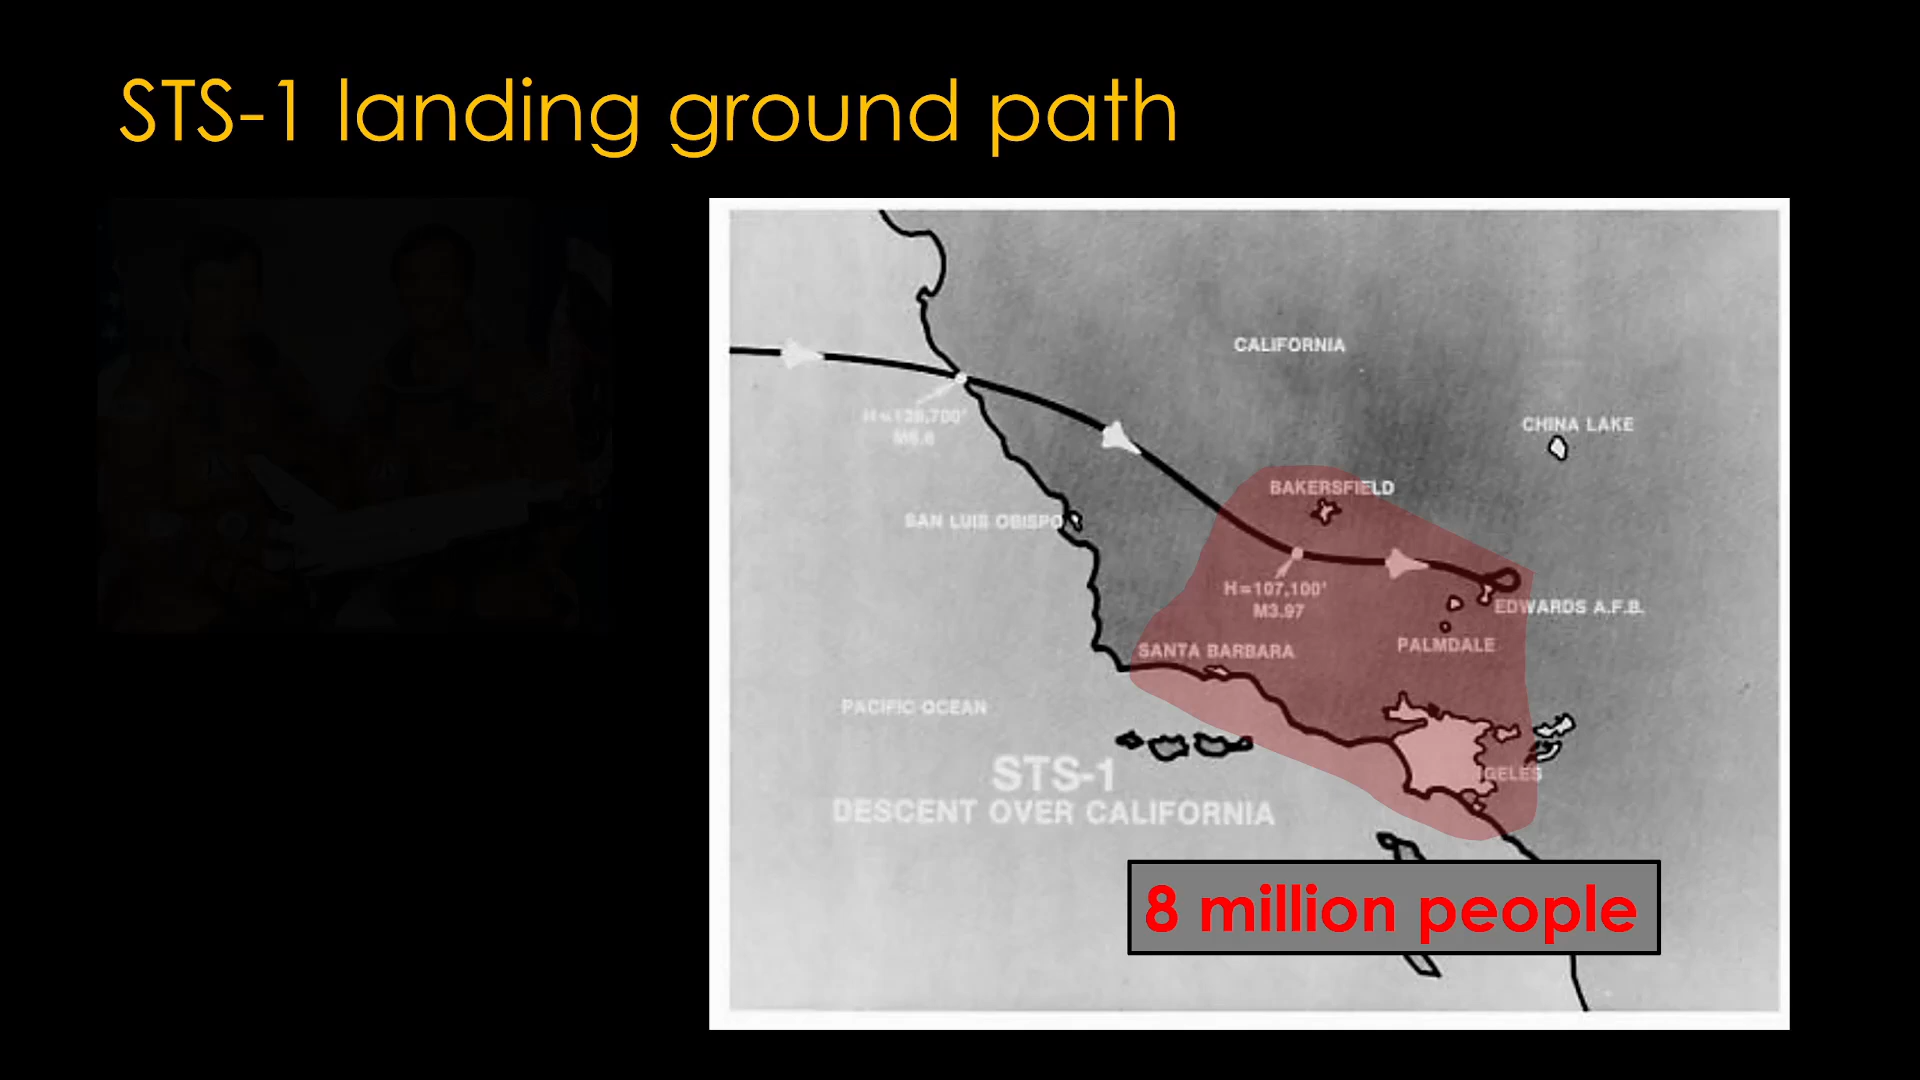 STS-1 landing ground path
CALIFORNIA
CHINA LAKE
BAKERSFIELD
SAN LUIS OBISPO
H=107,100'
M3.97
EDWARDS A.F.B.
PALMDALE
SANTA BARBARA
PACIFIC OCEAN
GELES
STS-1
DESCENT OVER CALIFORNIA
8 million people